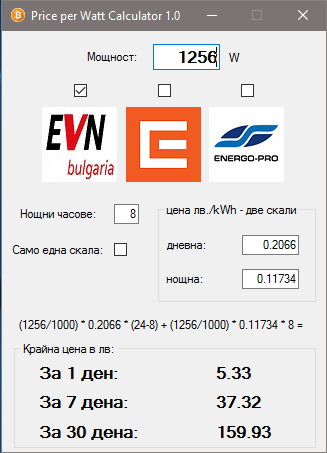 Price per Watt Calculator 1.0
Мощност: 1256 W
EVN
bulgaria
ENERGO-PRO
Нощни часове: 8
Само една скала:
цена лв./kWh - две скали
дневна: 0.2066
нощна: 0.11734
(1256/1000) * 0.2066 * (24-8) + (1256/1000) * 0.11734 * 8 =
Крайна цена в лв:
За 1 ден: 5.33
За 7 дена: 37.32
За 30 дена: 159.93